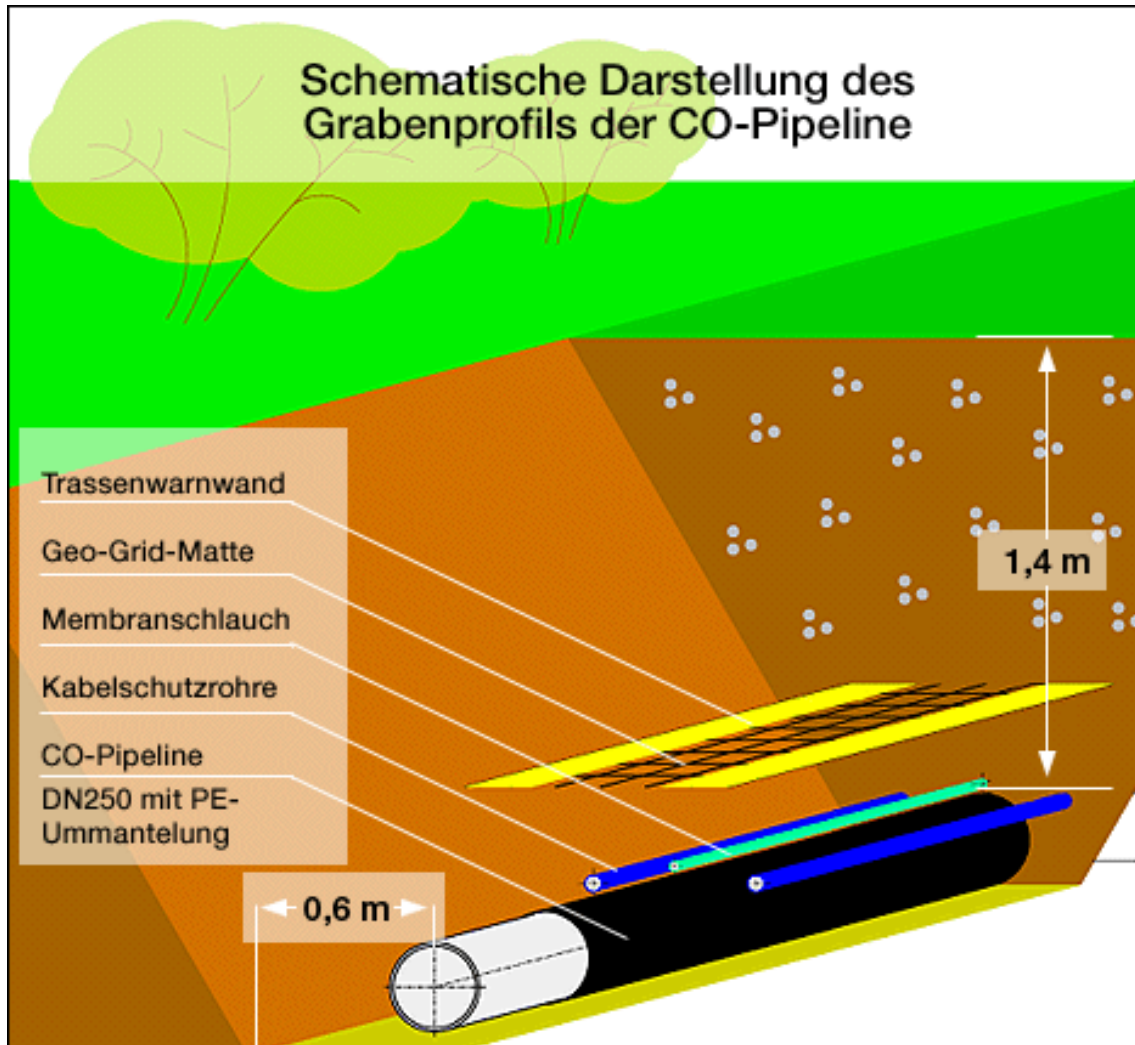 Schematische Darstellung des
Grabenprofils der CO-Pipeline
Trassenwarnwand
Geo-Grid-Matte
Membranschlauch
Kabelschutzrohre
CO-Pipeline
DN250 mit PE-
Ummantelung
1,4 m
0,6 m